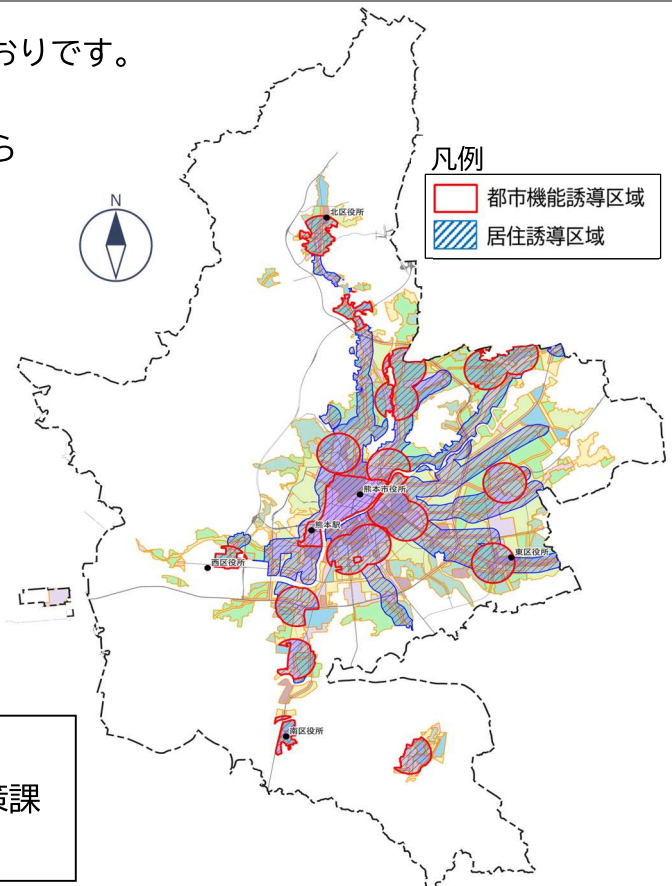 おりです。
ら
凡例
都市機能誘導区域
居住誘導区域
N
北区役所
熊本市役所
熊本駅
西区役所
東区役所
南区役所
策課